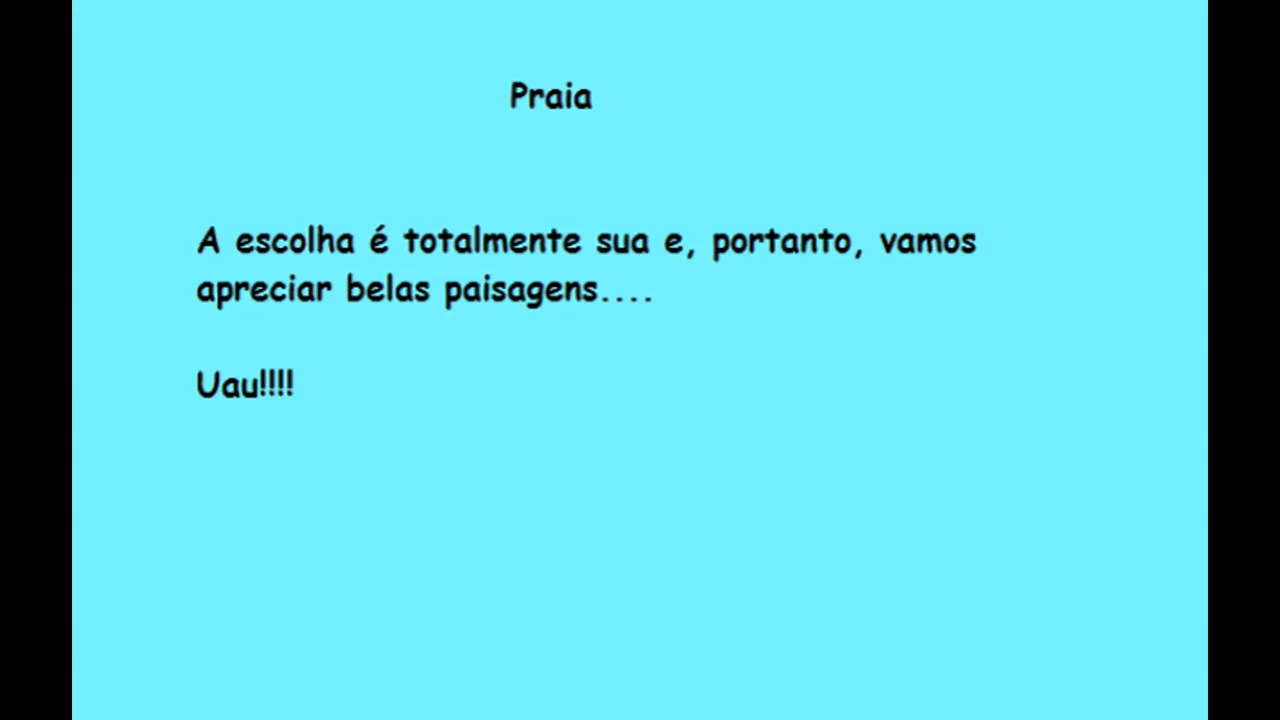 Praia
A escolha é totalmente sua e, portanto, vamos
apreciar belas paisagens....
Uau!!!!